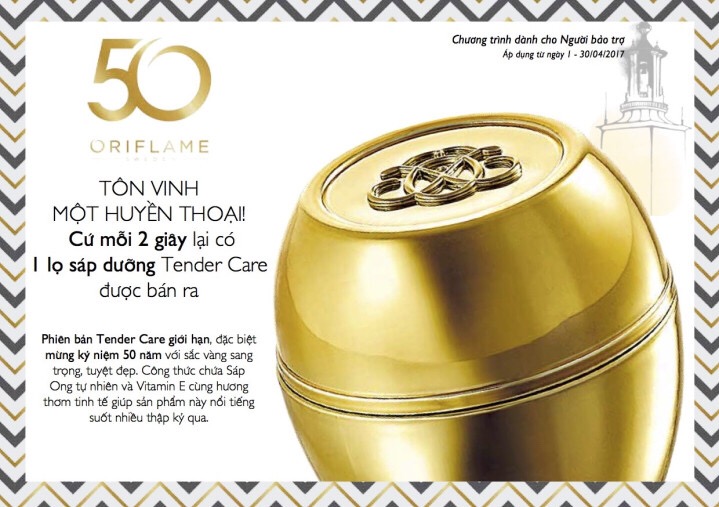 Chương trình dành cho Người bảo trợ
Áp dụng từ ngày 1 - 30/04/2017
50
ORIFLAME
SWEDEN
TÔN VINH
MỘT HUYỀN THOẠI!
Cứ mỗi 2 giây lại có
1 lọ sáp dưỡng Tender Care
được bán ra
Phiên bản Tender Care giới hạn, đặc biệt
mừng kỷ niệm 50 năm với sắc vàng sang
trọng, tuyệt đẹp. Công thức chứa Sáp
Ong tự nhiên và Vitamin E cùng hương
thơm tinh tế giúp sản phẩm này nổi tiếng
suốt nhiều thập kỷ qua.